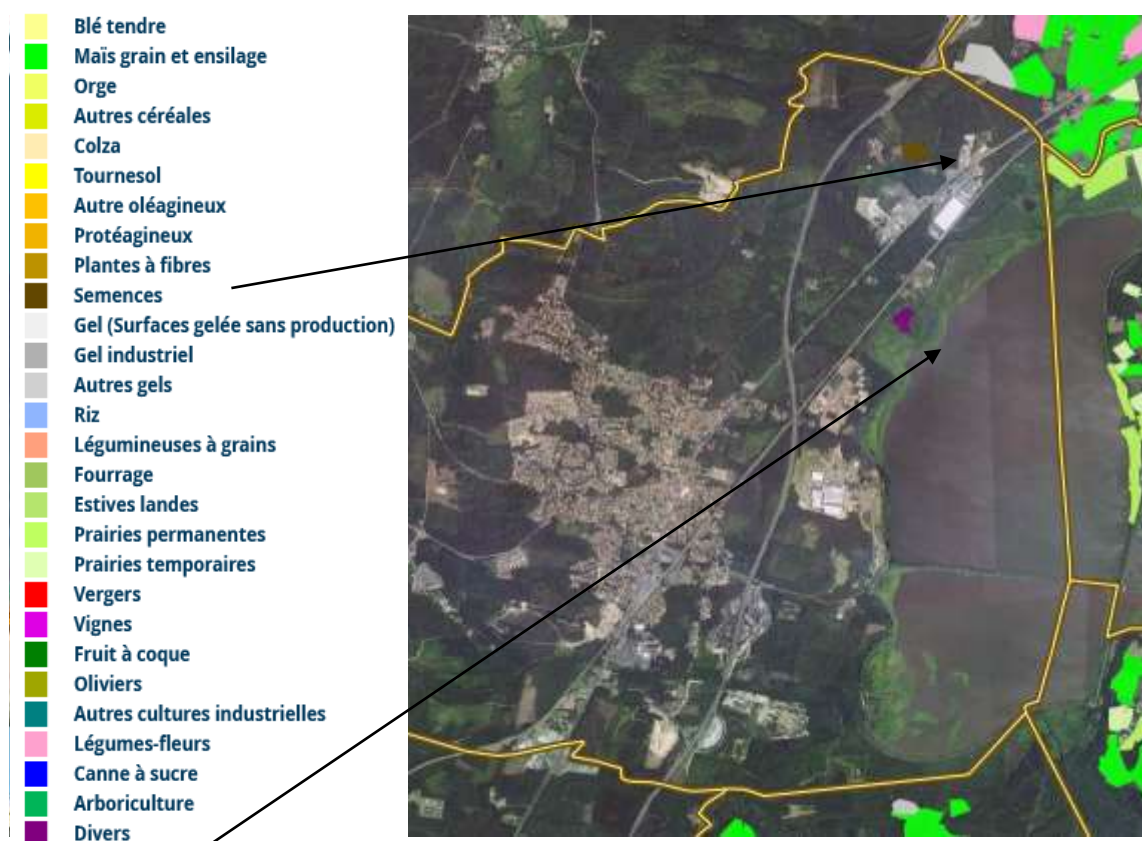 Blé tendre
Maïs grain et ensilage
Orge
Autres céréales
Colza
Tournesol
Autre oléagineux
Protéagineux
Plantes à fibres
Semences
Gel (Surfaces gelée sans production)
Gel industriel
Autres gels
Riz
Légumineuses à grains
Fourrage
Estives landes
Prairies permanentes
Prairies temporaires
Vergers
Vignes
Fruit à coque
Oliviers
Autres cultures industrielles
Légumes-fleurs
Canne à sucre
Arboriculture
Divers